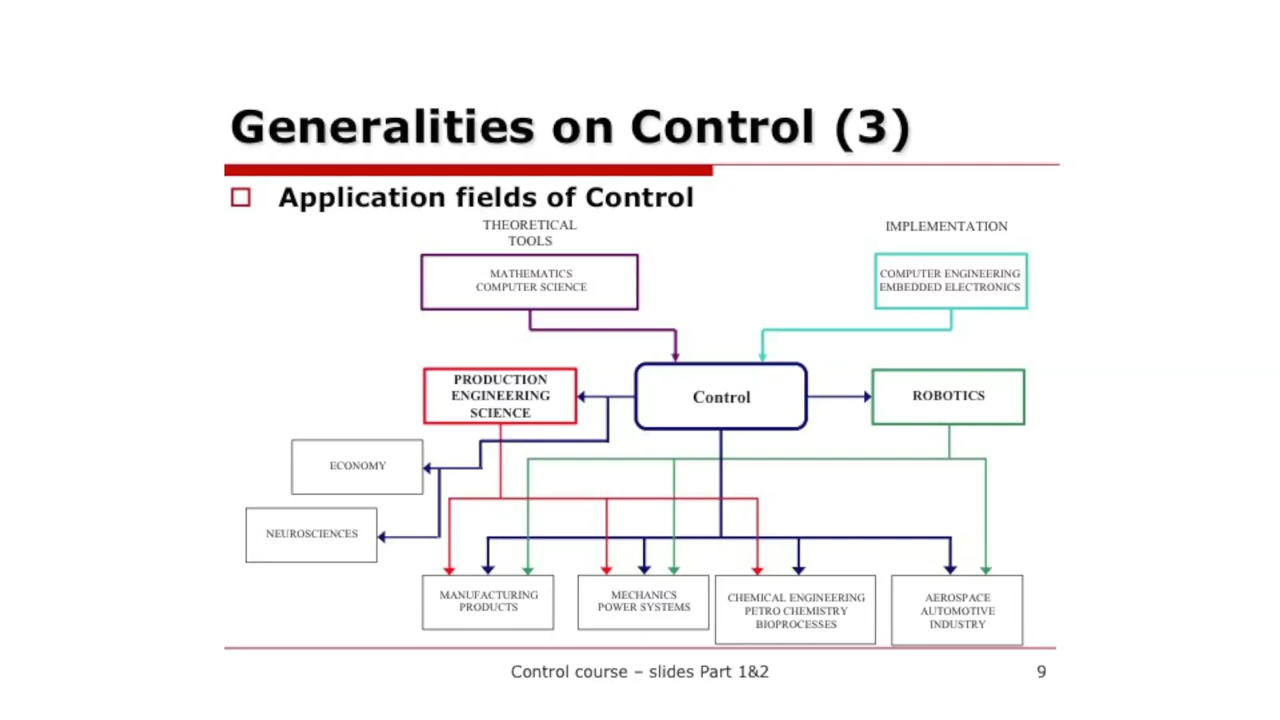 Generalities on Control (3)
Application fields of Control
THEORETICAL
TOOLS
IMPLEMENTATION
MATHEMATICS
COMPUTER SCIENCE
COMPUTER ENGINEERING
EMBEDDED ELECTRONICS
PRODUCTION
ENGINEERING
SCIENCE
Control
ROBOTICS
ECONOMY
NEUROSCIENCES
MANUFACTURING
PRODUCTS
MECHANICS
POWER SYSTEMS
CHEMICAL ENGINEERING
PETRO CHEMISTRY
BIOPROCESSES
AEROSPACE
AUTOMOTIVE
INDUSTRY
Control course – slides Part 1&2
9